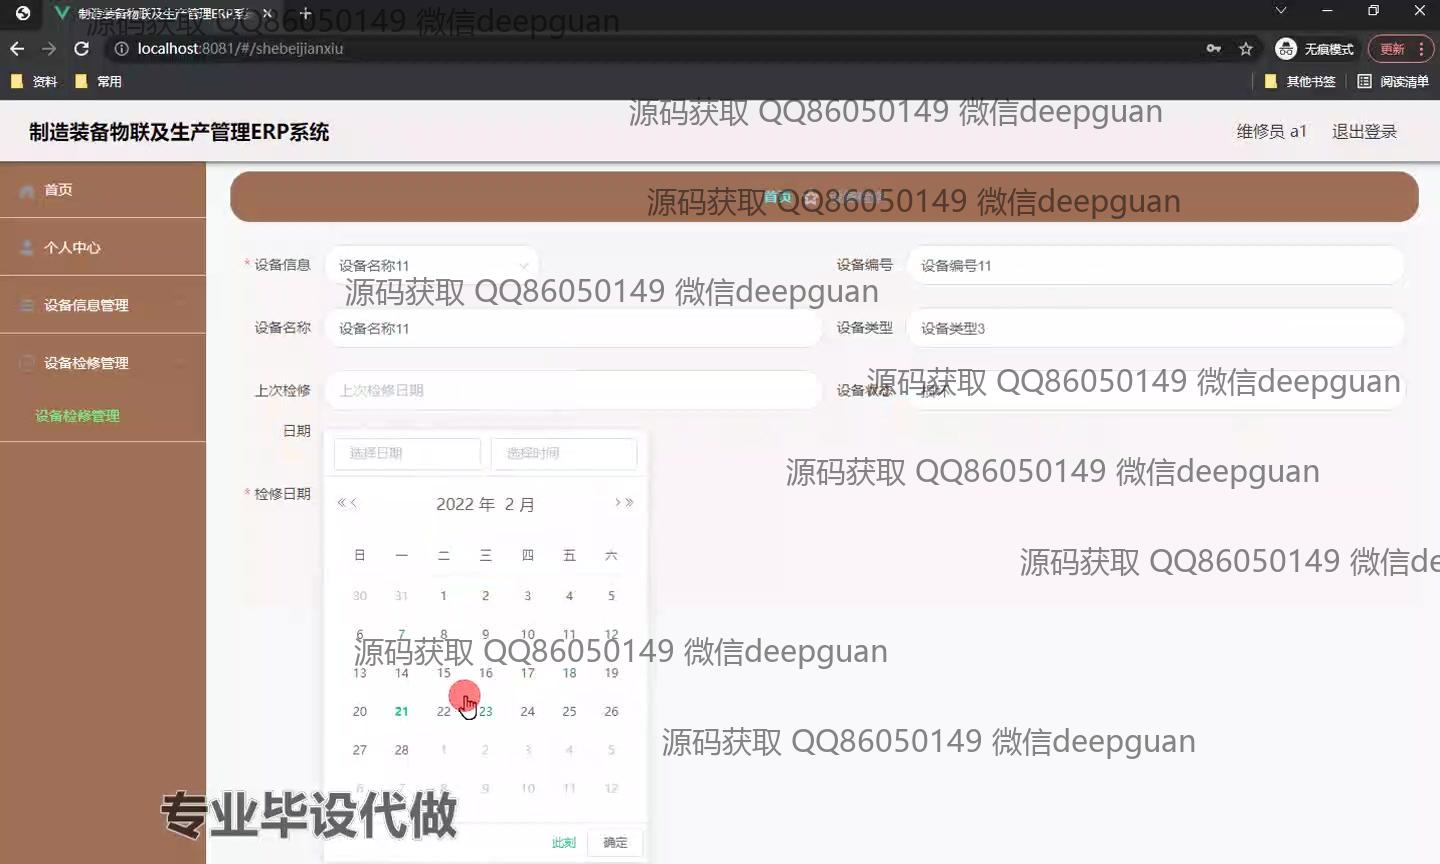 制造装备物联及生产管理ERP系
源码获取 QQ86050149 微信deepguan
localhost:8081/#/shebeijianxiu
无痕模式
更新
资料
常用
其他书签
阅读清单
制造装备物联及生产管理ERP系统
源码获取 QQ86050149 微信deepguan
维修员 a1
退出登录
首页
首页
源码获取 QQ86050149 微信deepguan
个人中心
* 设备信息
设备名称11
设备编号
设备编号11
源码获取 QQ86050149 微信deepguan
设备信息管理
设备名称
设备名称11
设备类型
设备类型3
设备检修管理
上次检修
上次检修日期
源码获取 QQ86050149 微信deepguan
设备检修管理
日期
选择日期
选择时间
源码获取 QQ86050149 微信deepguan
* 检修日期
2022 年 2 月
日 一 二 三 四 五 六
源码获取 QQ86050149 微信de
30 31 1 2 3 4 5
6 7 8 9 10 11 12
源码获取 QQ86050149 微信deepguan
13 14 15 16 17 18 19
20 21 22 23 24 25 26
源码获取 QQ86050149 微信deepguan
27 28 1 2 3 4 5
6 7 8 9 10 11 12
专业毕设代做
此刻
确定